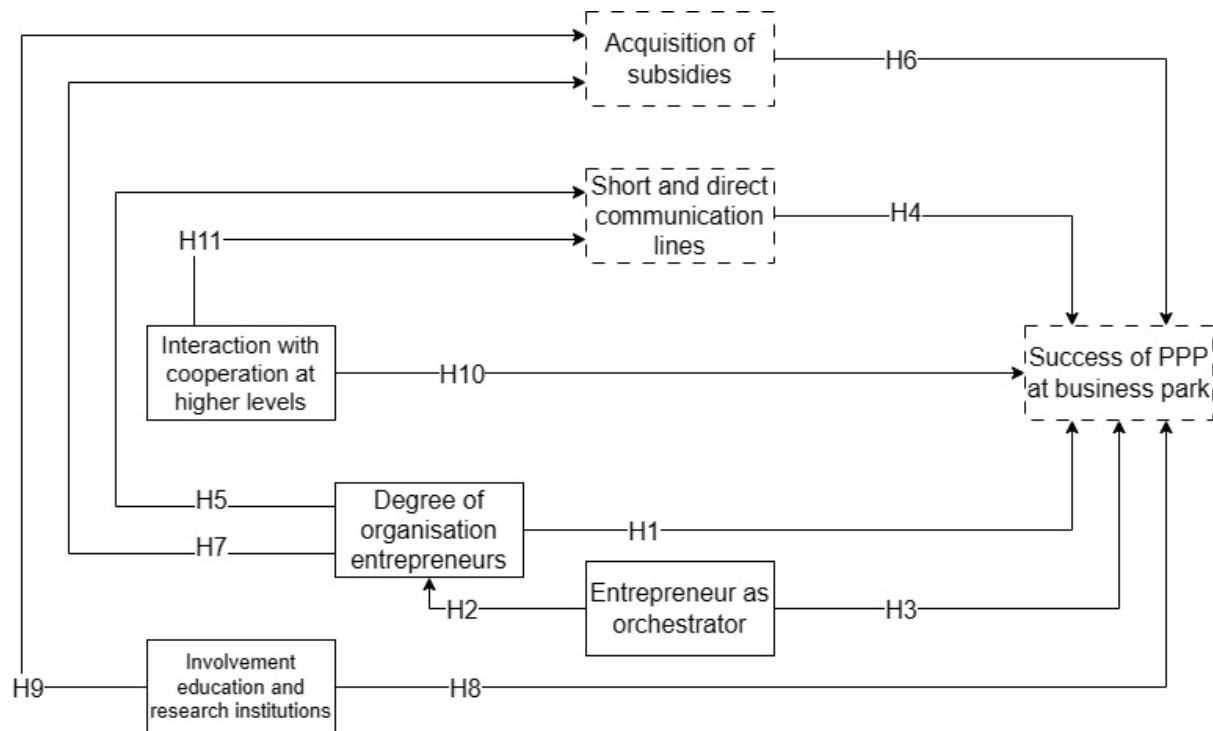 Acquisition of
subsidies
H6
Short and direct
communication
lines
H4
H11
Interaction with
cooperation at
higher levels
H10
Success of PPP
at business park
H5
H7
Degree of
organisation
entrepreneurs
H1
H2
Entrepreneur as
orchestrator
H3
H9
Involvement
education and
research institutions
H8